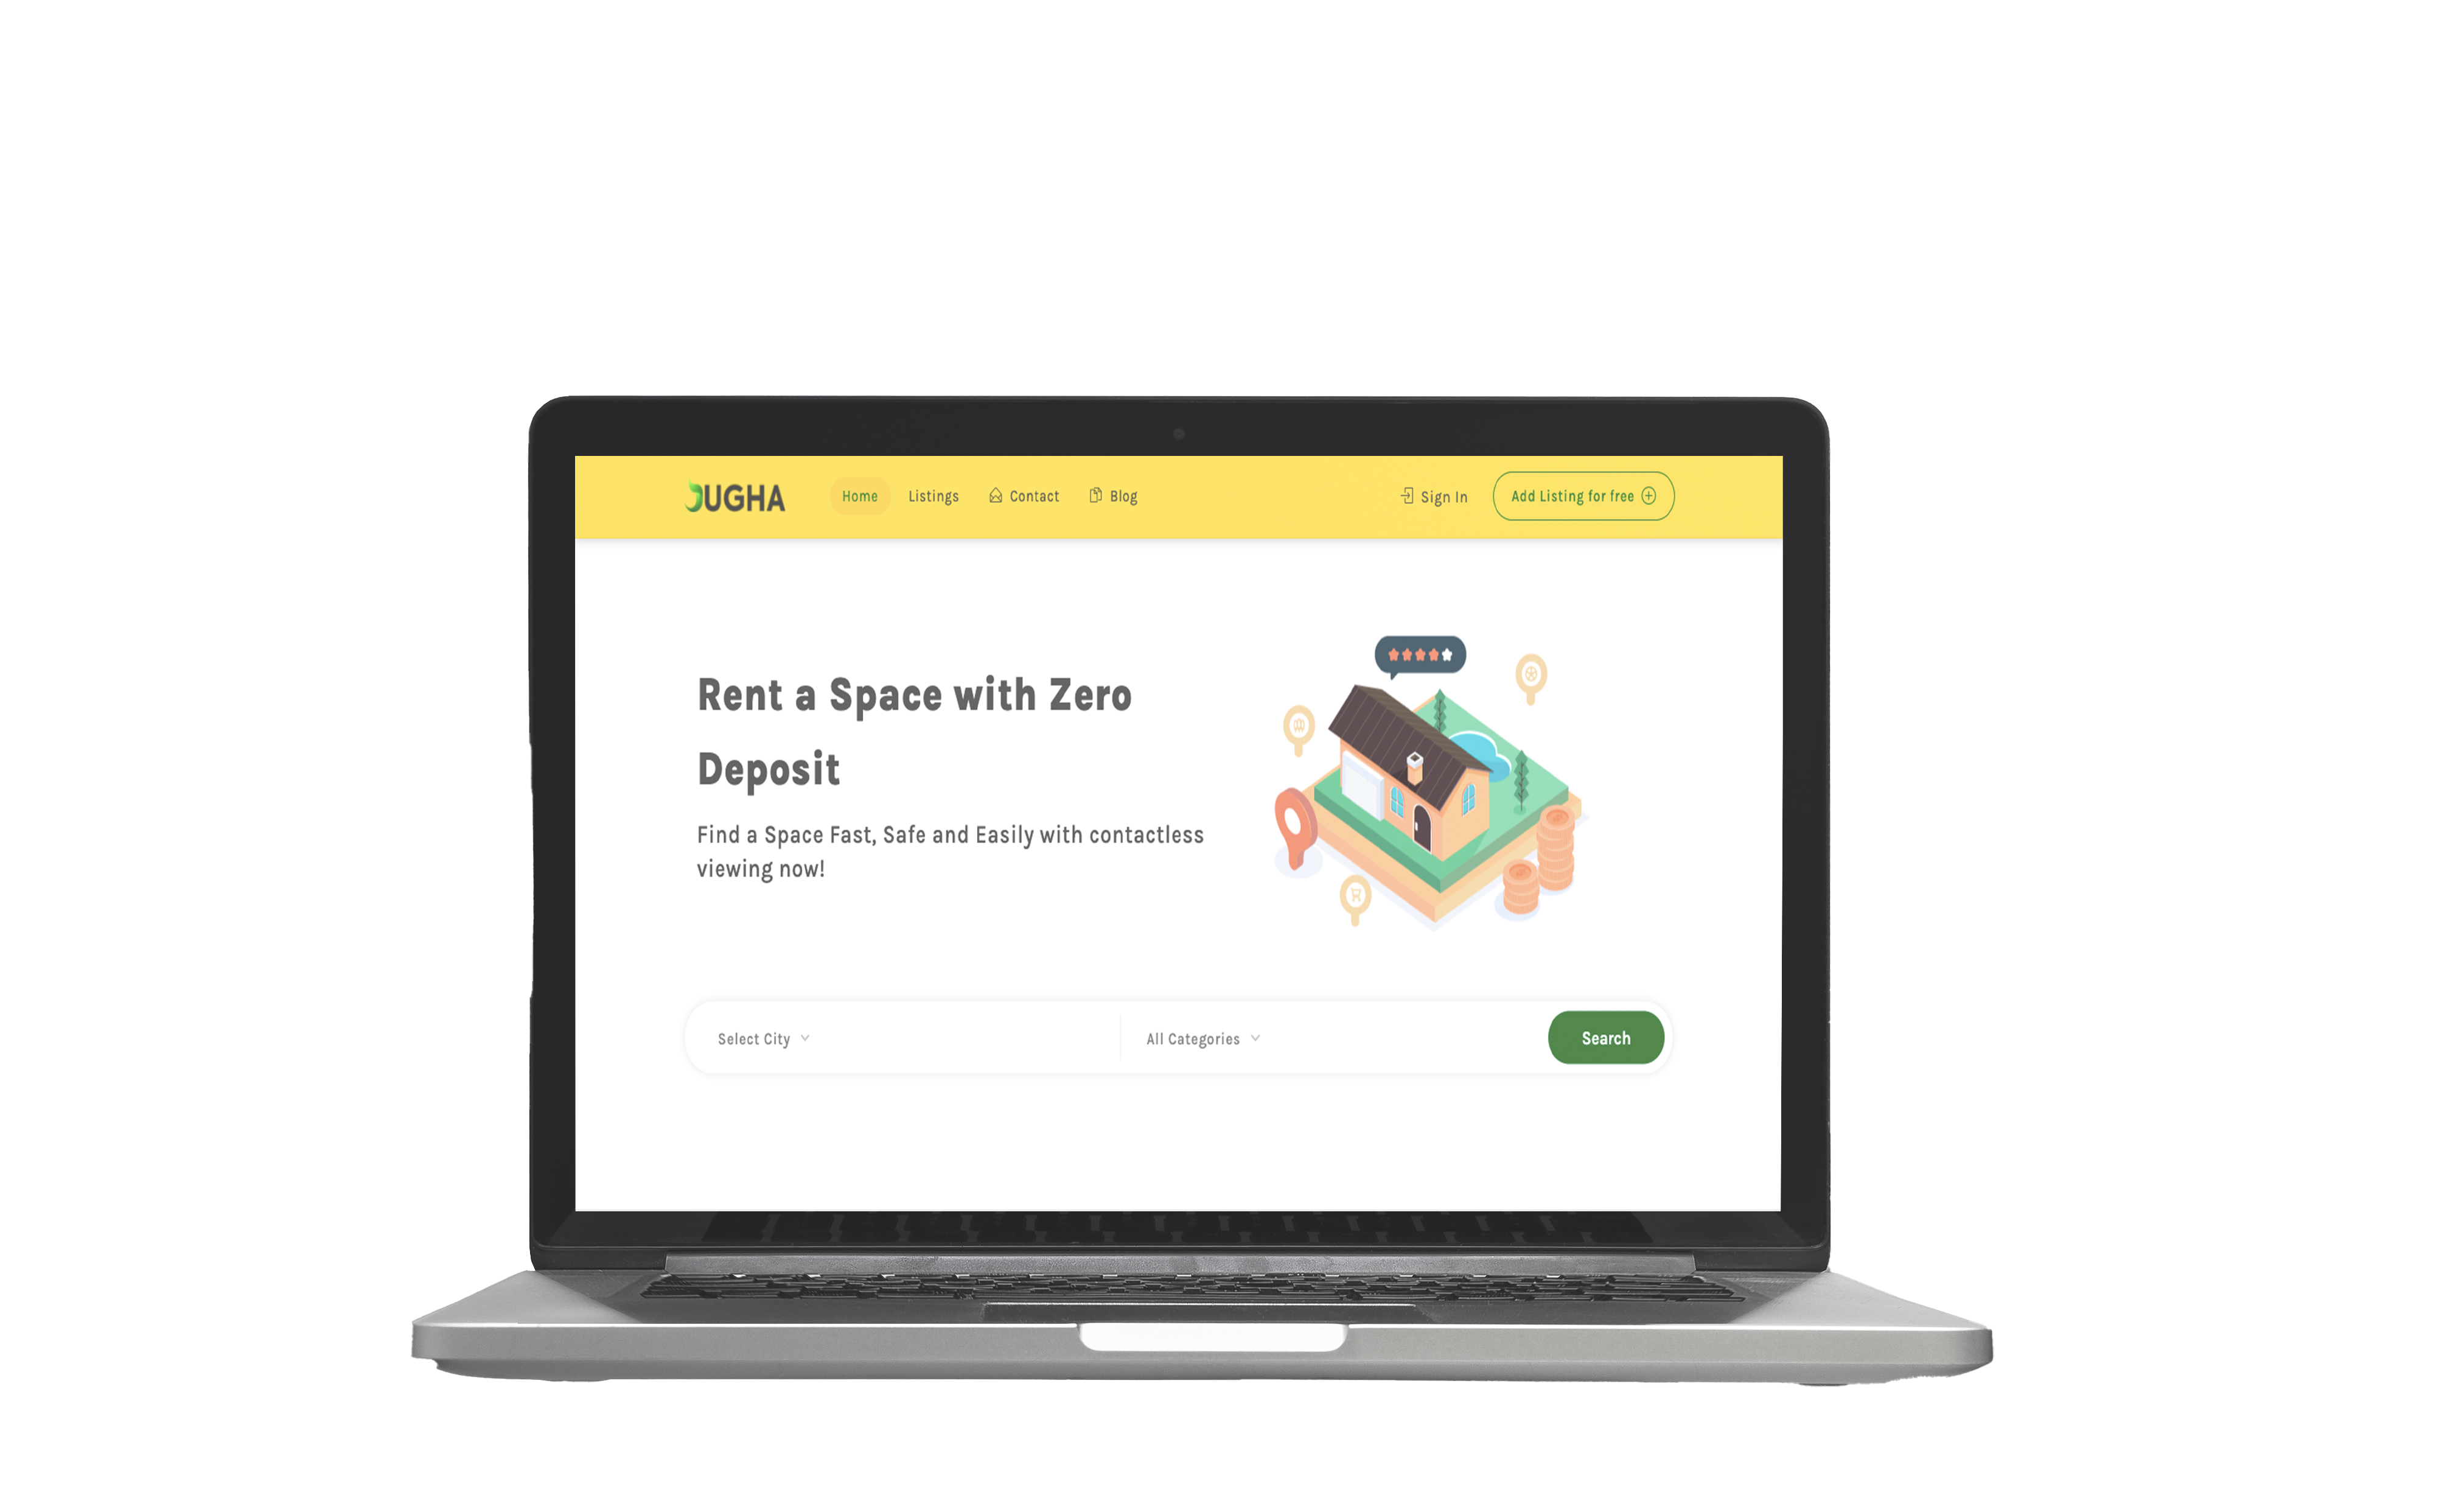 JUGHA Home Listings Contact Blog Sign In Add Listing for free
Rent a Space with Zero
Deposit
Find a Space Fast, Safe and Easily with contactless
viewing now!
Select City All Categories Search